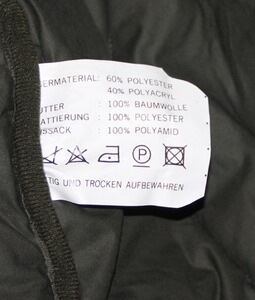 ERMATERIAL: 60% POLYESTER
40% POLYACRYL
UTTER : 100% BAUMWOLLE
ATTIERUNG : 100% POLYESTER
SSACK : 100% POLYAMID
P
TIG UND TROCKEN AUFBEWAHREN